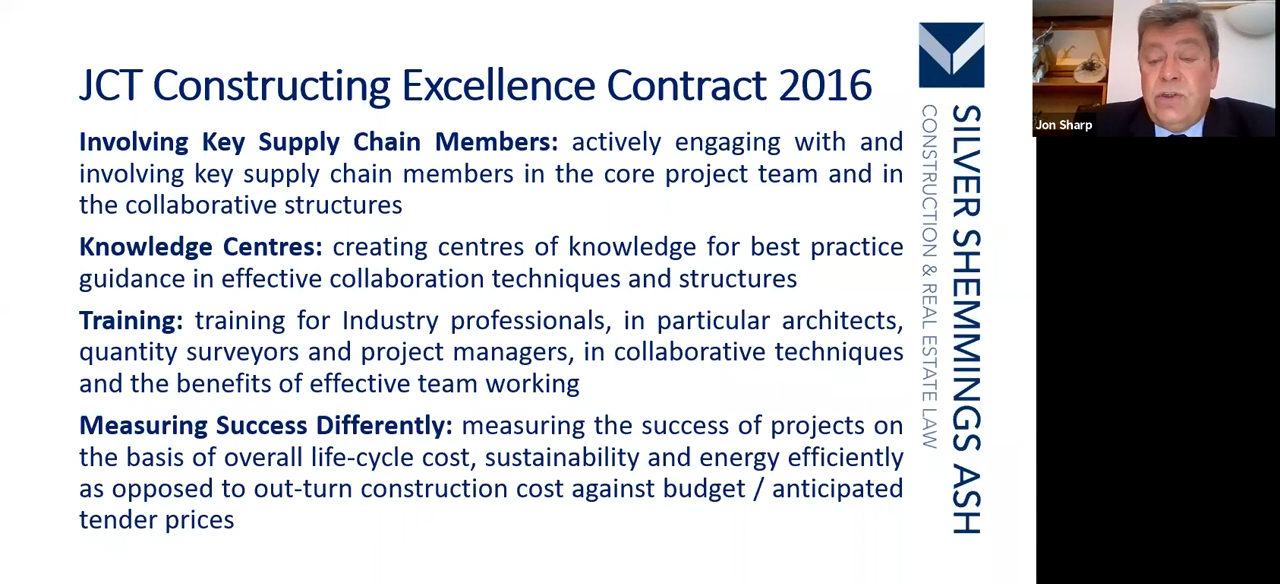 JCT Constructing Excellence Contract 2016
Involving Key Supply Chain Members: actively engaging with and
involving key supply chain members in the core project team and in
the collaborative structures
Knowledge Centres: creating centres of knowledge for best practice
guidance in effective collaboration techniques and structures
Training: training for Industry professionals, in particular architects,
quantity surveyors and project managers, in collaborative techniques
and the benefits of effective team working
Measuring Success Differently: measuring the success of projects on
the basis of overall life-cycle cost, sustainability and energy efficiently
as opposed to out-turn construction cost against budget / anticipated
tender prices
SILVER SHEMMINGS ASH
CONSTRUCTION & REAL ESTATE LAW
Jon Sharp